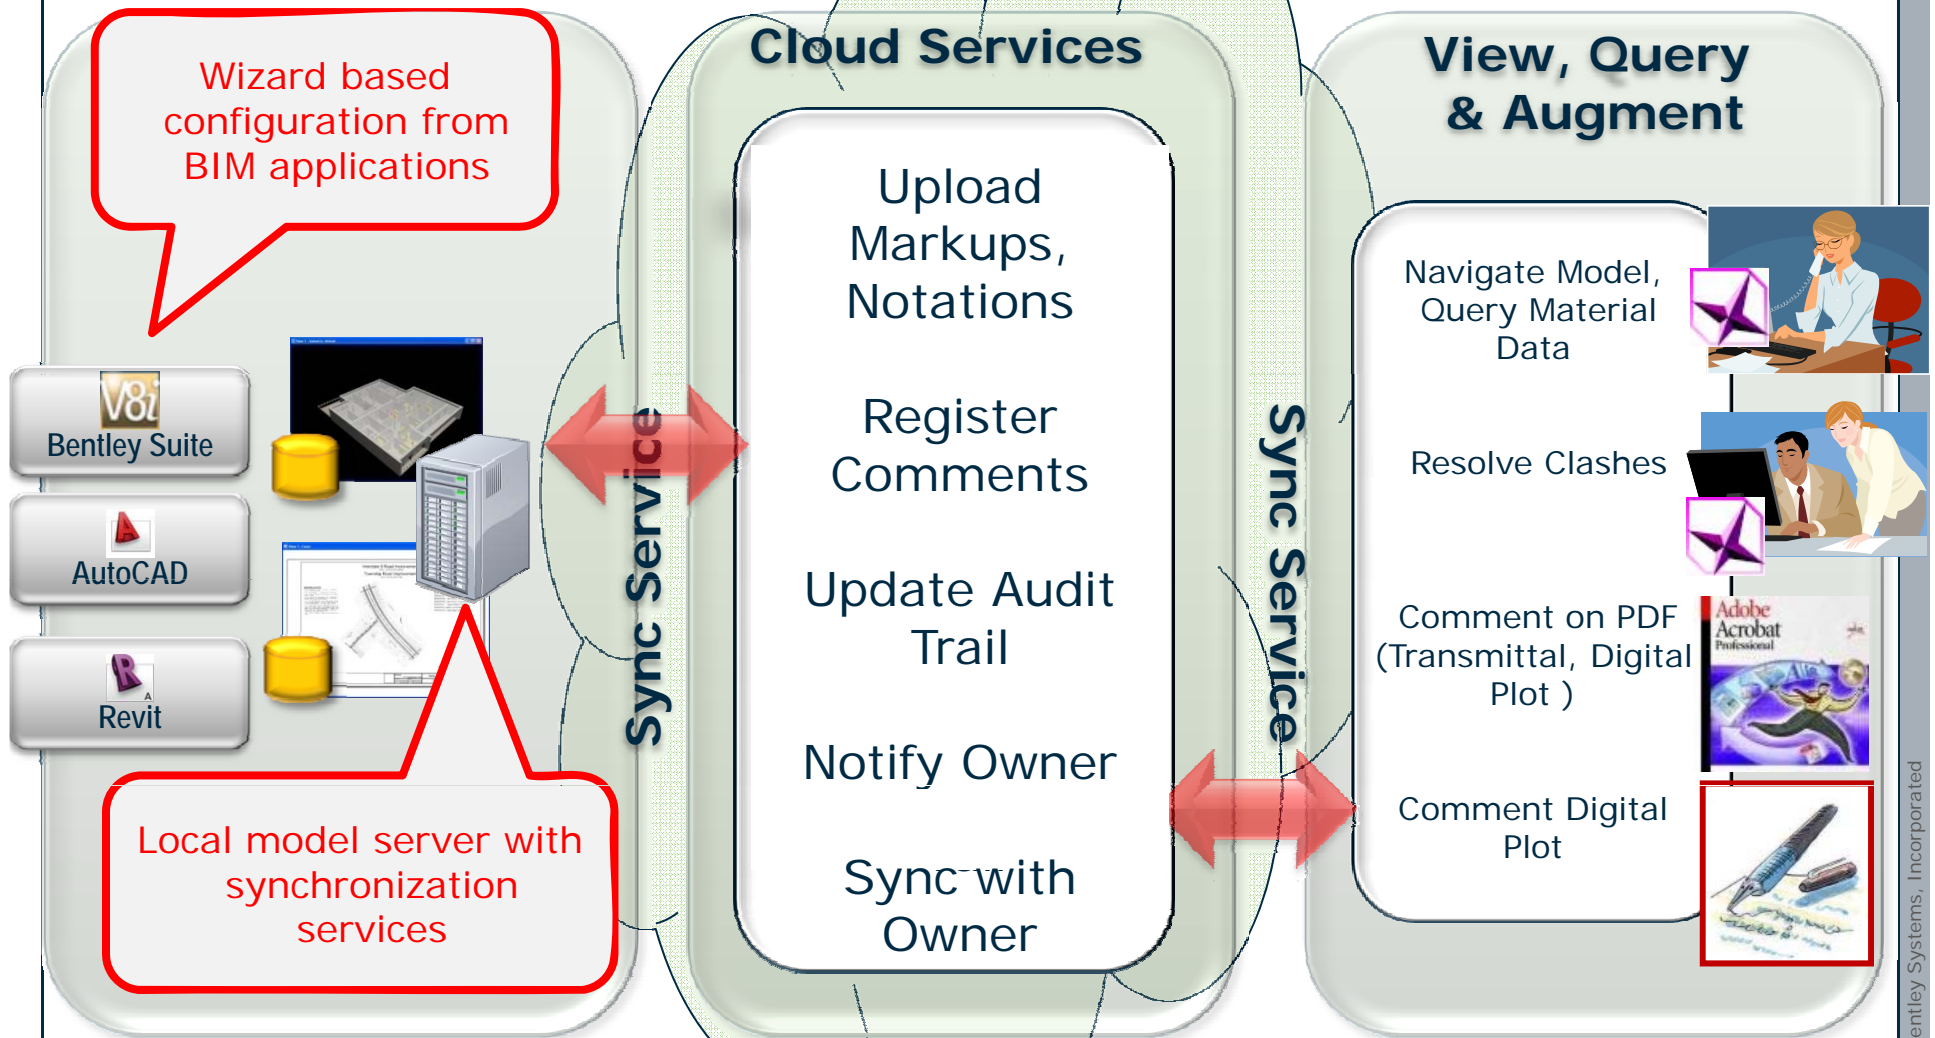 Wizard based
configuration from
BIM applications
V8i
Bentley Suite
A
AutoCAD
R
A
Revit
Local model server with
synchronization
services
Sync Service
Cloud Services
Upload
Markups,
Notations
Register
Comments
Update Audit
Trail
Notify Owner
Sync with
Owner
Sync Service
View, Query
& Augment
Navigate Model,
Query Material
Data
Resolve Clashes
Comment on PDF
(Transmittal, Digital
Plot )
Comment Digital
Plot
Adobe
Acrobat
Professional
entley Systems, Incorporated